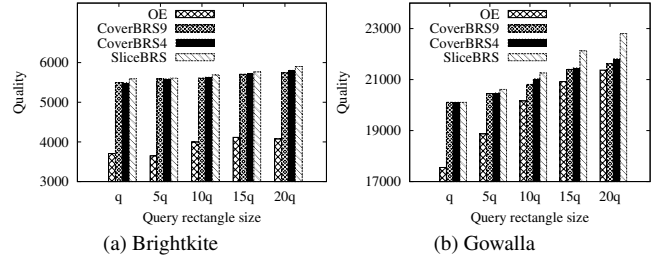 OE
CoverBRS9
CoverBRS4
SliceBRS
Quality
6000
5000
4000
3000
q 5q 10q 15q 20q
Query rectangle size
(a) Brightkite
OE
CoverBRS9
CoverBRS4
SliceBRS
Quality
23000
21000
19000
17000
q 5q 10q 15q 20q
Query rectangle size
(b) Gowalla